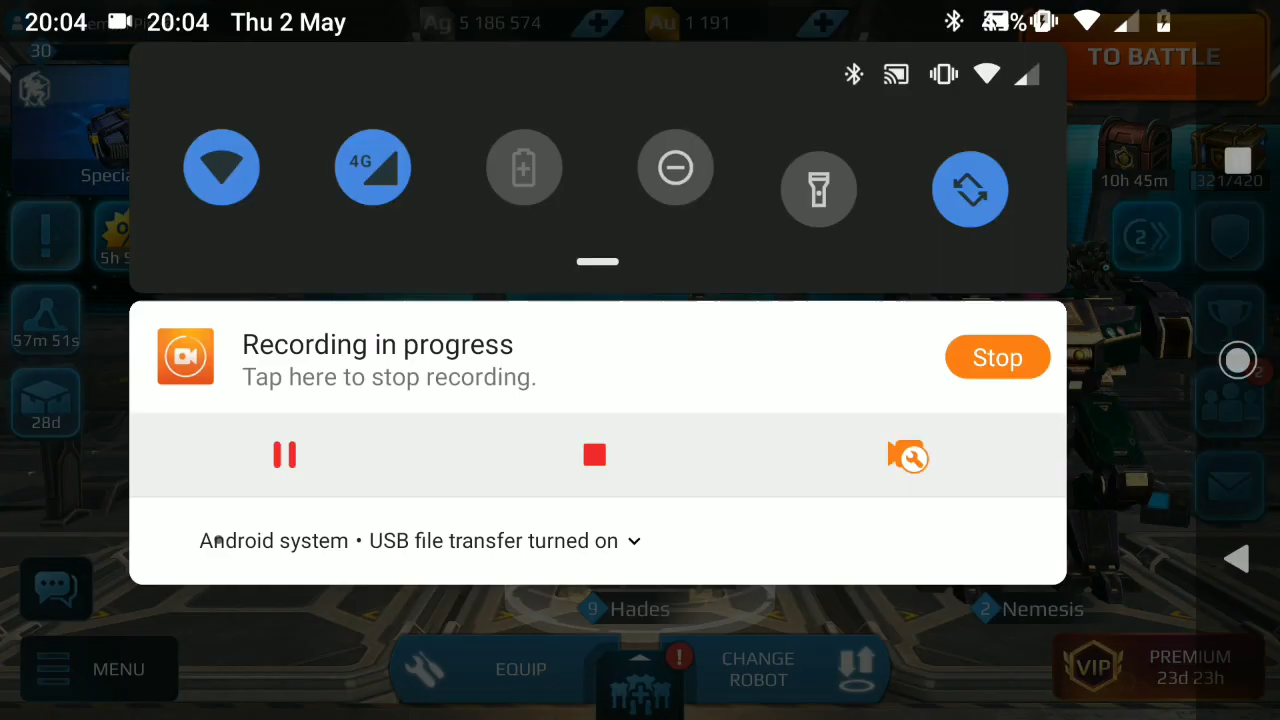 20:04 20:04 Thu 2 May
Ag 5 186 574
Au 1 191
30
TO BATTLE
4G
Specia
10h 45m
321/420
2
5h 5
Recording in progress
Tap here to stop recording.
Stop
57m 51s
2
28d
Android system • USB file transfer turned on
9 Hades
2 Nemesis
MENU
EQUIP
!
CHANGE
ROBOT
VIP
PREMIUM
23d 23h